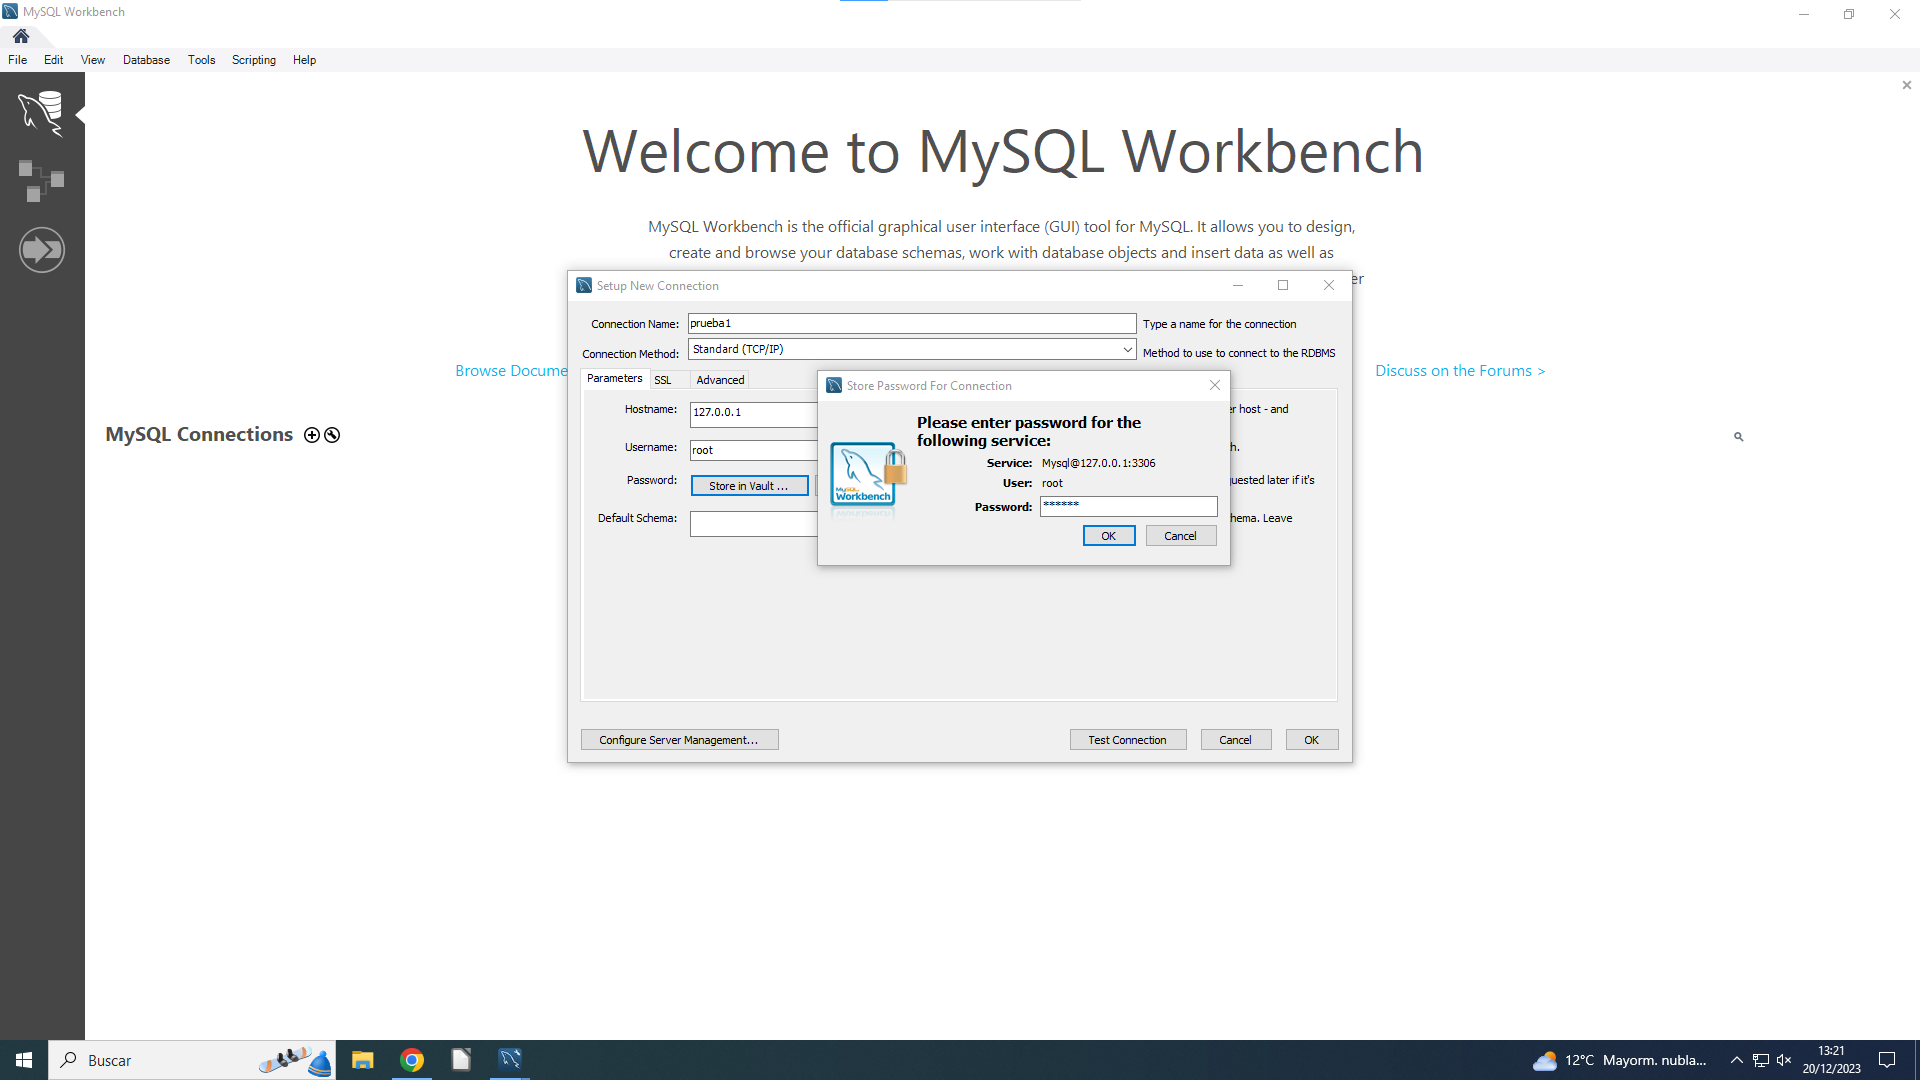 MySQL Workbench
File Edit View Database Tools Scripting Help
Welcome to MySQL Workbench
MySQL Workbench is the official graphical user interface (GUI) tool for MySQL. It allows you to design,
create and browse your database schemas, work with database objects and insert data as well as
er
Browse Docume
Discuss on the Forums >
MySQL Connections
Setup New Connection
Connection Name: prueba1 Type a name for the connection
Connection Method: Standard (TCP/IP) Method to use to connect to the RDBMS
Parameters SSL Advanced
Hostname: 127.0.0.1 r host - and
Username: root h.
Password: Store in Vault ... uested later if it's
Default Schema: hema. Leave
Store Password For Connection
Please enter password for the
following service:
Service: Mysql@127.0.0.1:3306
User: root
Password: ******
OK Cancel
MySQL
Workbench
Configure Server Management... Test Connection Cancel OK
Buscar
12°C Mayorm. nubla...
13:21
20/12/2023